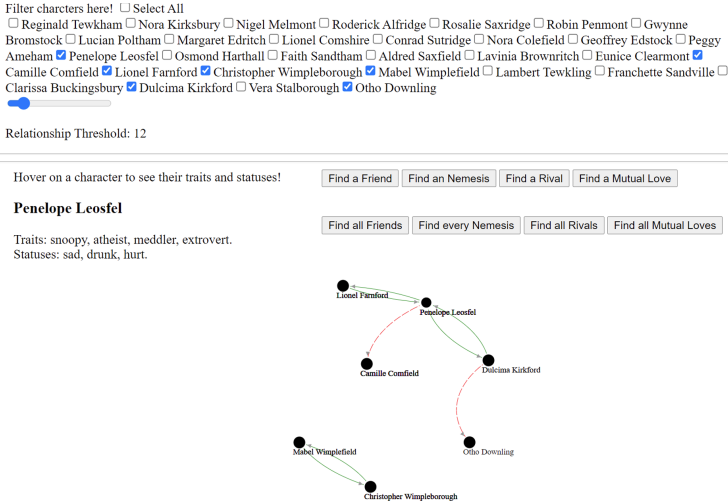 Filter charcters here! Select All
Reginald Tewkham Nora Kirksbury Nigel Melmont Roderick Alfridge Rosalie Saxridge Robin Penmont Gwynne
Bromstock Lucian Poltham Margaret Edritch Lionel Comshire Conrad Sutridge Nora Colefield Geoffrey Edstock Peggy
Ameham Penelope Leosfel Osmond Harthall Faith Sandtham Aldred Saxfield Lavinia Brownritch Eunice Clearmont
Camille Comfield Lionel Farnford Christopher Wimpleborough Mabel Wimplefield Lambert Tewkling Franchette Sandville
Clarissa Buckingsbury Dulcima Kirkford Vera Stalborough Otho Downling
Relationship Threshold: 12
Hover on a character to see their traits and statuses!
Find a Friend Find an Nemesis Find a Rival Find a Mutual Love
Penelope Leosfel
Find all Friends Find every Nemesis Find all Rivals Find all Mutual Loves
Traits: snoopy, atheist, meddler, extrovert.
Statuses: sad, drunk, hurt.
Lionel Farnford
Penelope Leosfel
Camille Comfield
Dulcima Kirkford
Otho Downling
Mabel Wimplefield
Christopher Wimpleborough